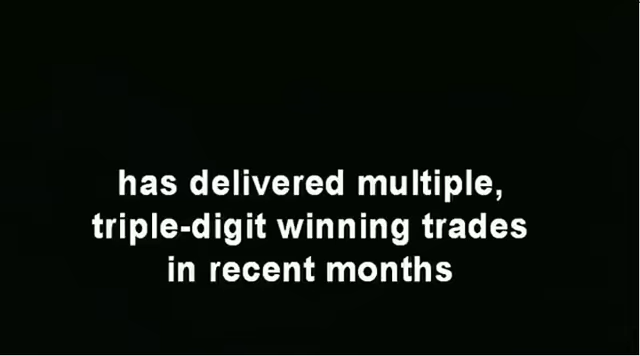 has delivered multiple,
triple-digit winning trades
in recent months